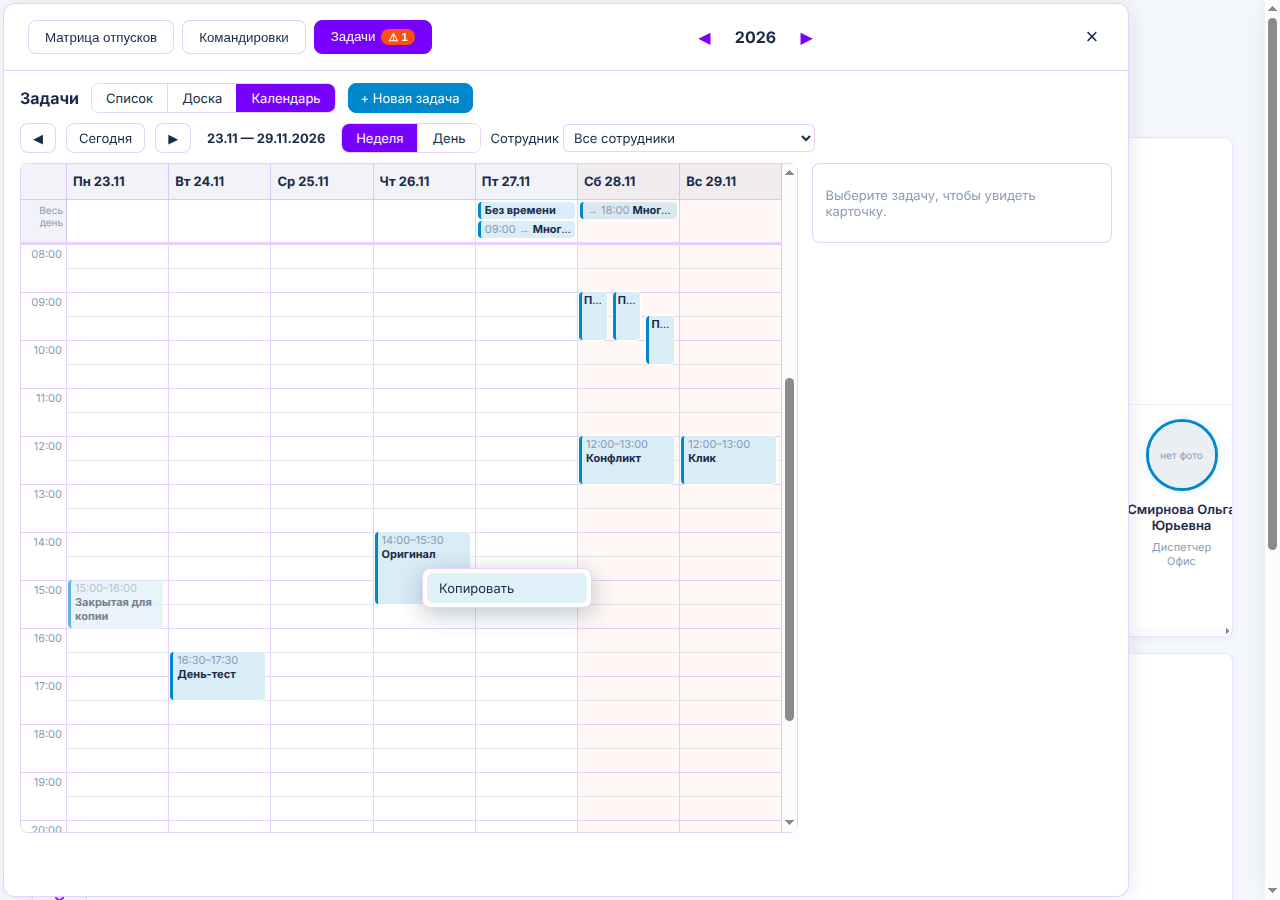 Матрица отпусков
Командировки
Задачи ⚠ 1
◀ 2026 ▶
×
Задачи
Список
Доска
Календарь
+ Новая задача
◀
Сегодня
▶
23.11 — 29.11.2026
Неделя
День
Сотрудник
Все сотрудники
Пн 23.11
Вт 24.11
Ср 25.11
Чт 26.11
Пт 27.11
Сб 28.11
Вс 29.11
Весь
день
Без времени
09:00 → Мног...
→ 18:00 Мног...
Выберите задачу, чтобы увидеть
карточку.
08:00
09:00
П...
П...
П...
10:00
11:00
12:00
12:00–13:00
Конфликт
12:00–13:00
Клик
13:00
14:00
14:00–15:30
Оригинал
Копировать
15:00
15:00–16:00
Закрытая для
копии
16:00
16:30–17:30
День-тест
17:00
18:00
19:00
20:00
нет фото
Смирнова Ольга
Юрьевна
Диспетчер
Офис